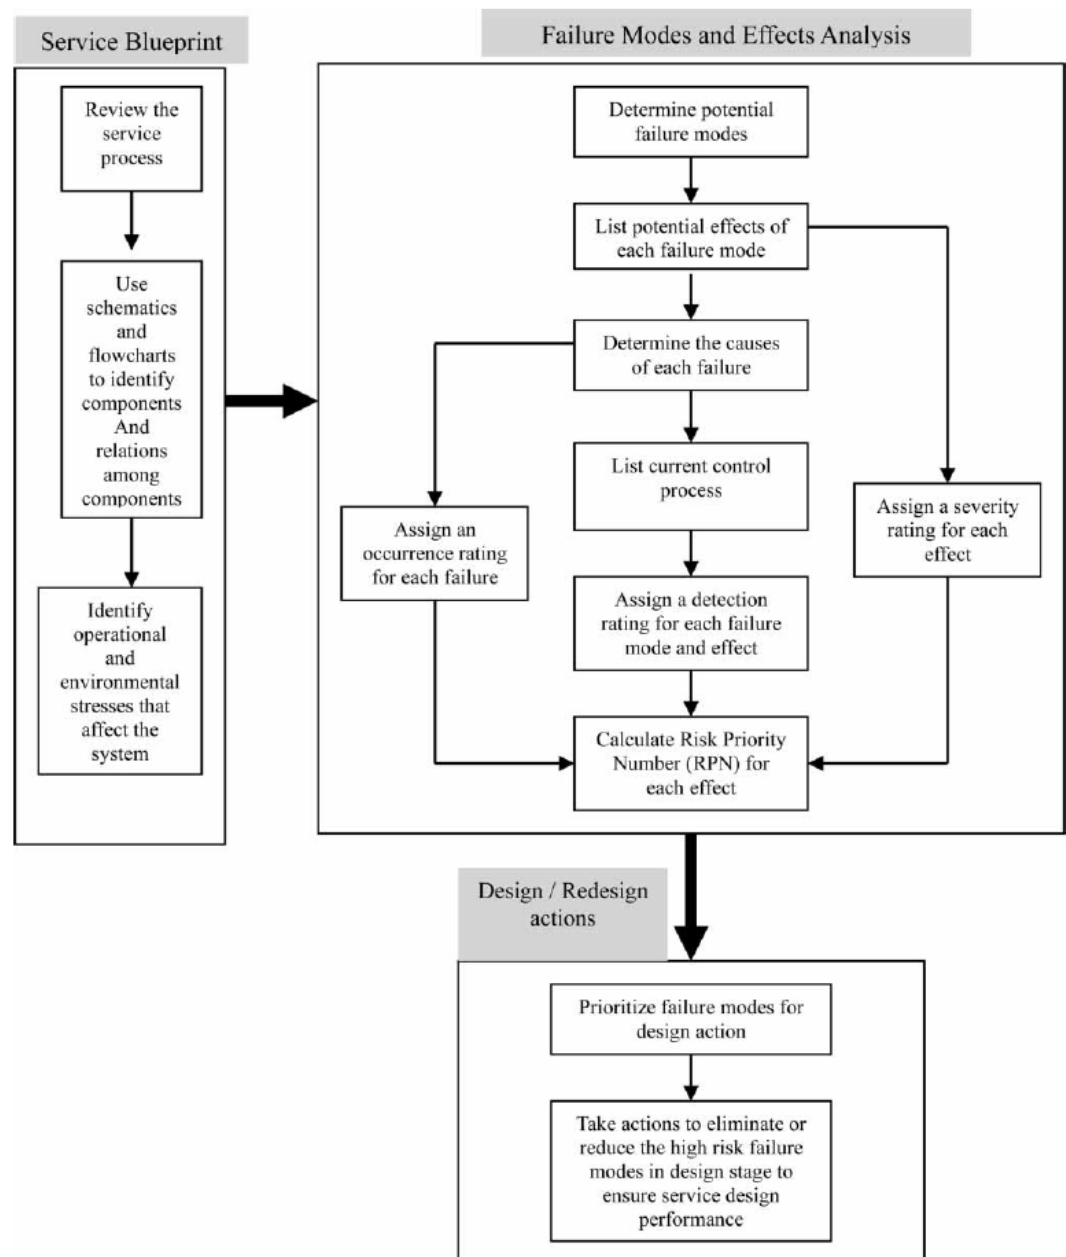 Service Blueprint
Review the
service
process
Use
schematics
and
flowcharts
to identify
components
And
relations
among
components
Identify
operational
and
environmental
stresses that
affect the
system
Failure Modes and Effects Analysis
Determine potential
failure modes
List potential effects of
each failure mode
Determine the causes
of each failure
List current control
process
Assign an
occurrence rating
for each failure
Assign a severity
rating for each
effect
Assign a detection
rating for each failure
mode and effect
Calculate Risk Priority
Number (RPN) for
each effect
Design / Redesign
actions
Prioritize failure modes for
design action
Take actions to eliminate or
reduce the high risk failure
modes in design stage to
ensure service design
performance